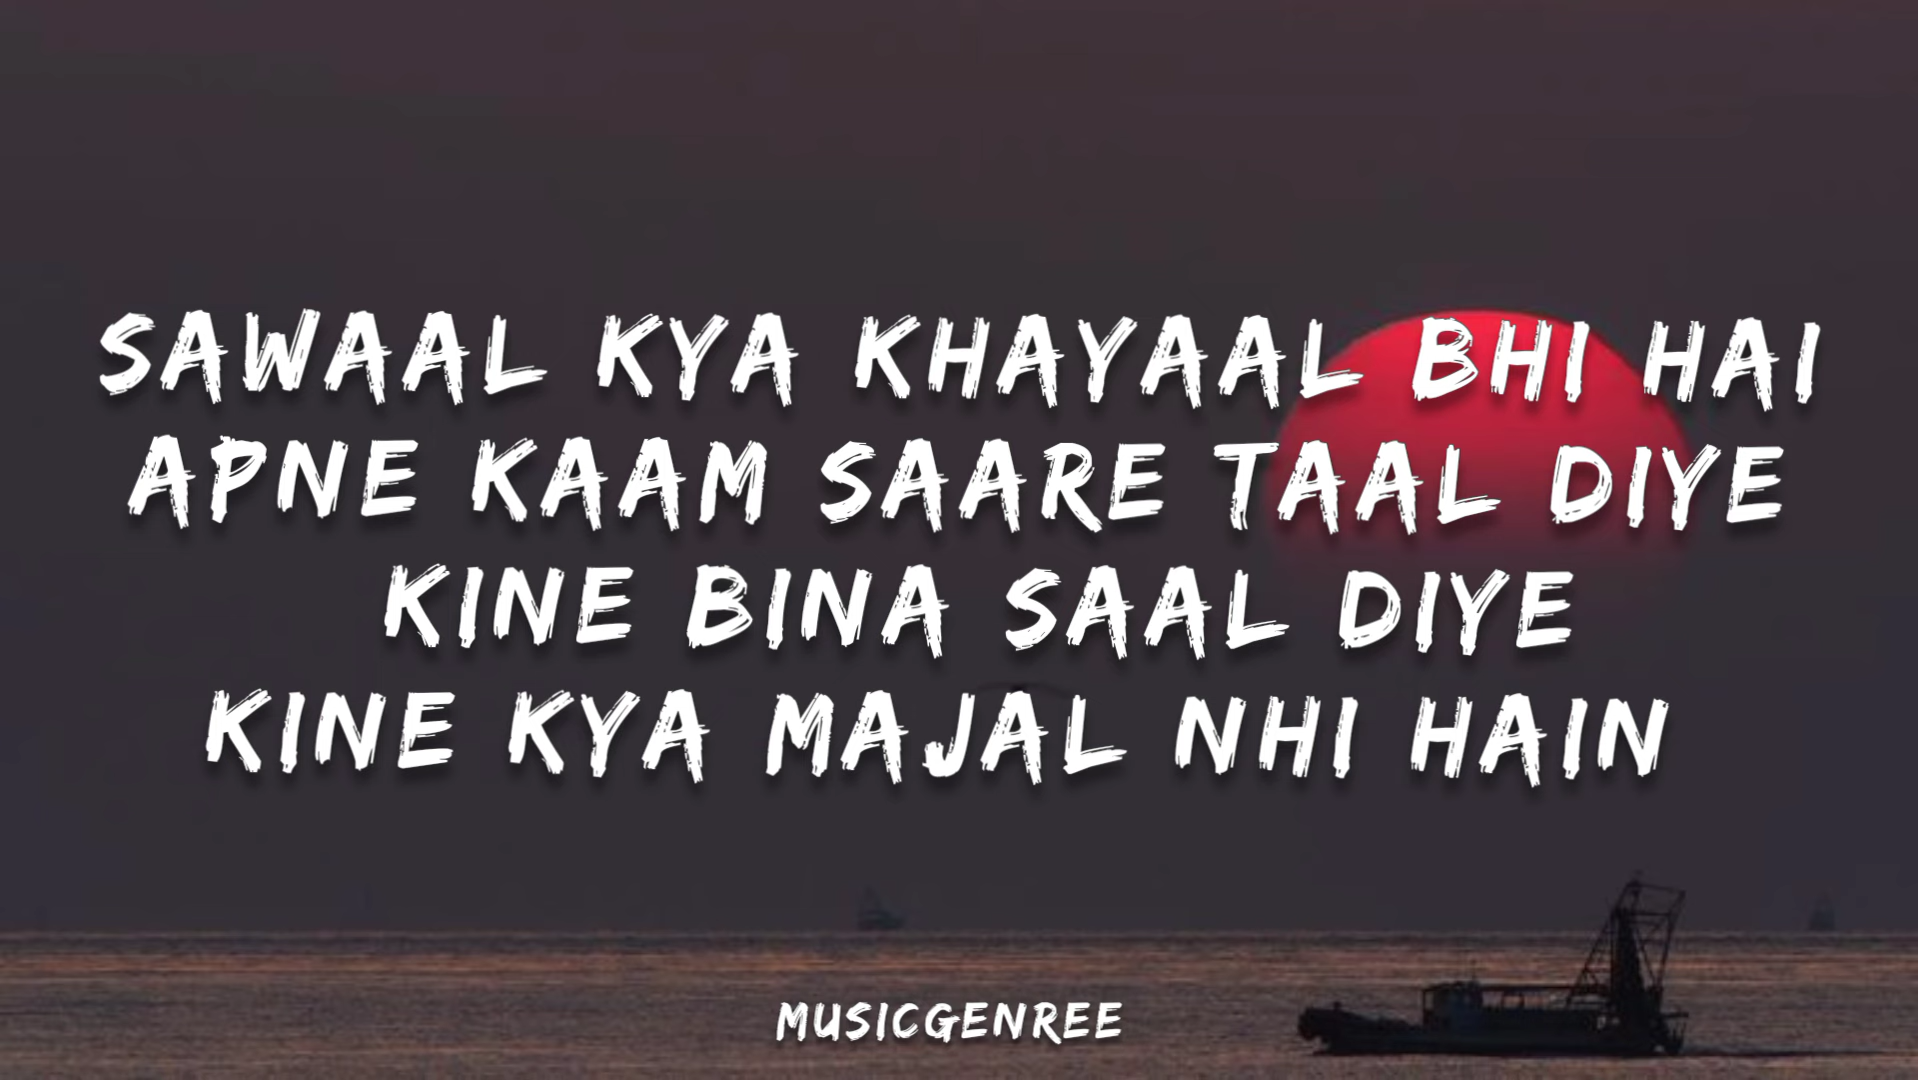 SAWAAL KYA KHAYAAL BHI HAI
APNE KAAM SAARE TAAL DIYE
KINE BINA SAAL DIYE
KINE KYA MAJAL NHI HAIN
MUSICGENREE